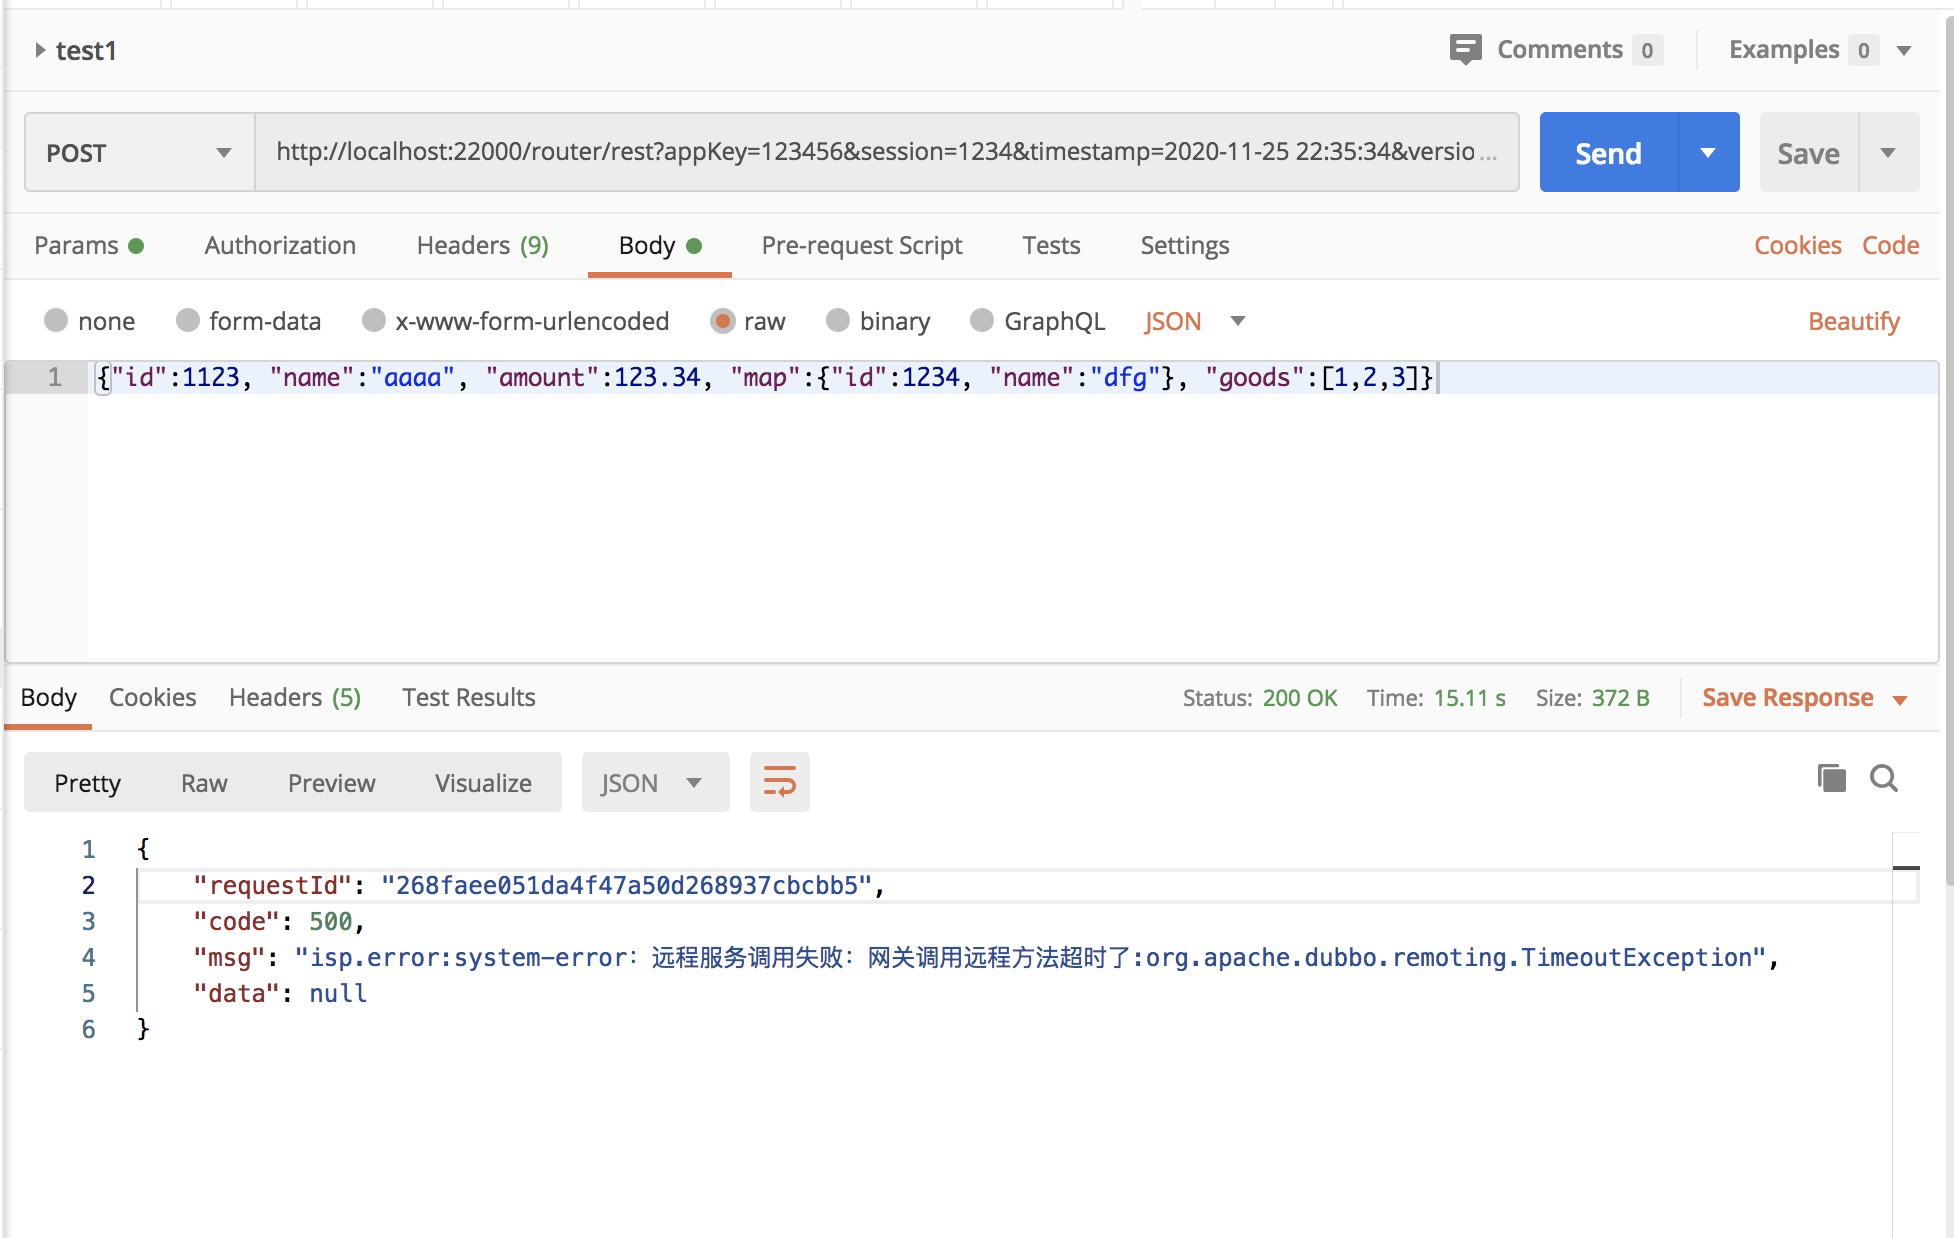 test1
Comments 0
Examples 0
POST
http://localhost:22000/router/rest?appKey=123456&session=1234&timestamp=2020-11-25 22:35:34&versio...
Send
Save
Params
Authorization
Headers (9)
Body
Pre-request Script
Tests
Settings
Cookies
Code
none
form-data
x-www-form-urlencoded
raw
binary
GraphQL
JSON
Beautify
1 {"id":1123, "name":"aaaa", "amount":123.34, "map":{"id":1234, "name":"dfg"}, "goods":[1,2,3]}
Body
Cookies
Headers (5)
Test Results
Status: 200 OK
Time: 15.11 s
Size: 372 B
Save Response
Pretty
Raw
Preview
Visualize
JSON
1 {
2 "requestId": "268faee051da4f47a50d268937cbcbb5",
3 "code": 500,
4 "msg": "isp.error:system-error：远程服务调用失败：网关调用远程方法超时了:org.apache.dubbo.remoting.TimeoutException",
5 "data": null
6 }